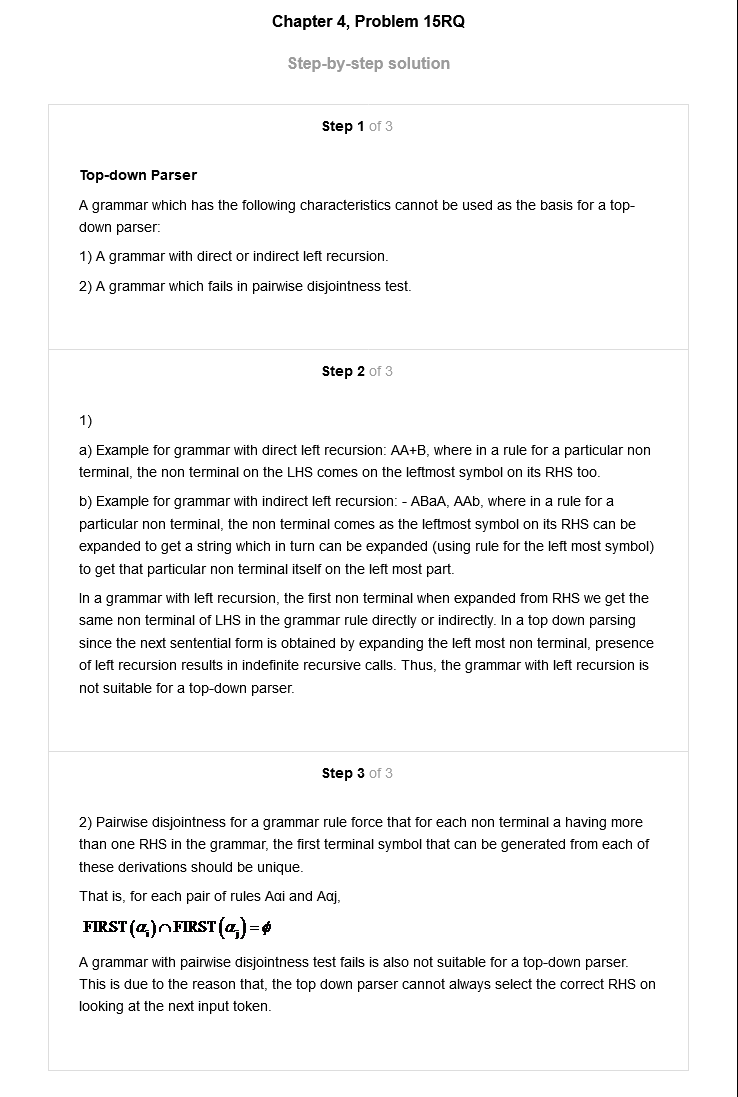 Chapter 4, Problem 15RQ
Step-by-step solution
Step 1 of 3
Top-down Parser
A grammar which has the following characteristics cannot be used as the basis for a top-
down parser:
1) A grammar with direct or indirect left recursion.
2) A grammar which fails in pairwise disjointness test.
Step 2 of 3
1)
a) Example for grammar with direct left recursion: AA+B, where in a rule for a particular non
terminal, the non terminal on the LHS comes on the leftmost symbol on its RHS too.
b) Example for grammar with indirect left recursion: - ABaA, AAb, where in a rule for a
particular non terminal, the non terminal comes as the leftmost symbol on its RHS can be
expanded to get a string which in turn can be expanded (using rule for the left most symbol)
to get that particular non terminal itself on the left most part.
In a grammar with left recursion, the first non terminal when expanded from RHS we get the
same non terminal of LHS in the grammar rule directly or indirectly. In a top down parsing
since the next sentential form is obtained by expanding the left most non terminal, presence
of left recursion results in indefinite recursive calls. Thus, the grammar with left recursion is
not suitable for a top-down parser.
Step 3 of 3
2) Pairwise disjointness for a grammar rule force that for each non terminal a having more
than one RHS in the grammar, the first terminal symbol that can be generated from each of
these derivations should be unique.
That is, for each pair of rules Aαi and Aαj,
FIRST(αᵢ)∩FIRST(αⱼ)=ϕ
A grammar with pairwise disjointness test fails is also not suitable for a top-down parser.
This is due to the reason that, the top down parser cannot always select the correct RHS on
looking at the next input token.